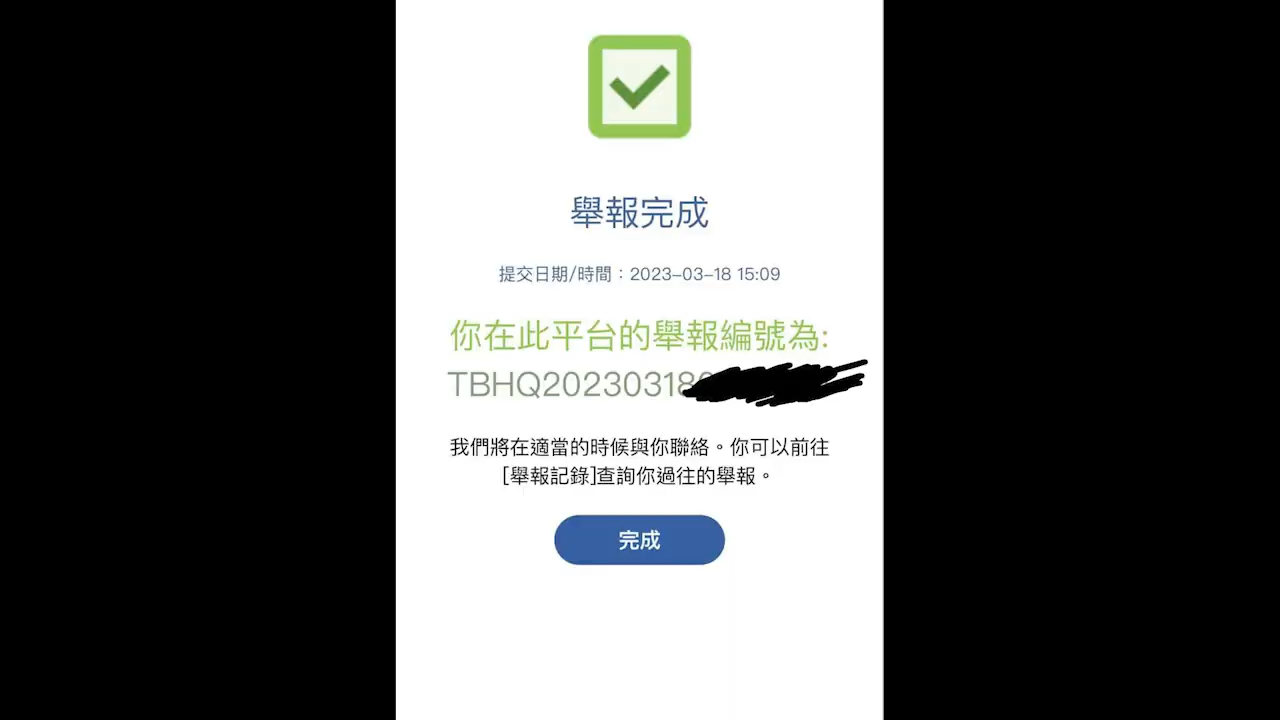 舉報完成
提交日期/時間：2023-03-18 15:09
你在此平台的舉報編號為:
TBHQ20230318
我們將在適當的時候與你聯絡。你可以前往
[舉報記錄]查詢你過往的舉報。
完成